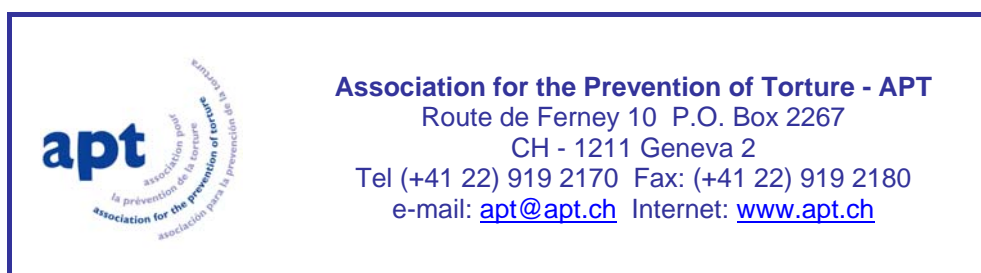 apt
association pour
la prévention de la torture
association for the prevention of torture
asociación para la prevención de la tortura
Association for the Prevention of Torture - APT
Route de Ferney 10 P.O. Box 2267
CH - 1211 Geneva 2
Tel (+41 22) 919 2170 Fax: (+41 22) 919 2180
e-mail: apt@apt.ch Internet: www.apt.ch